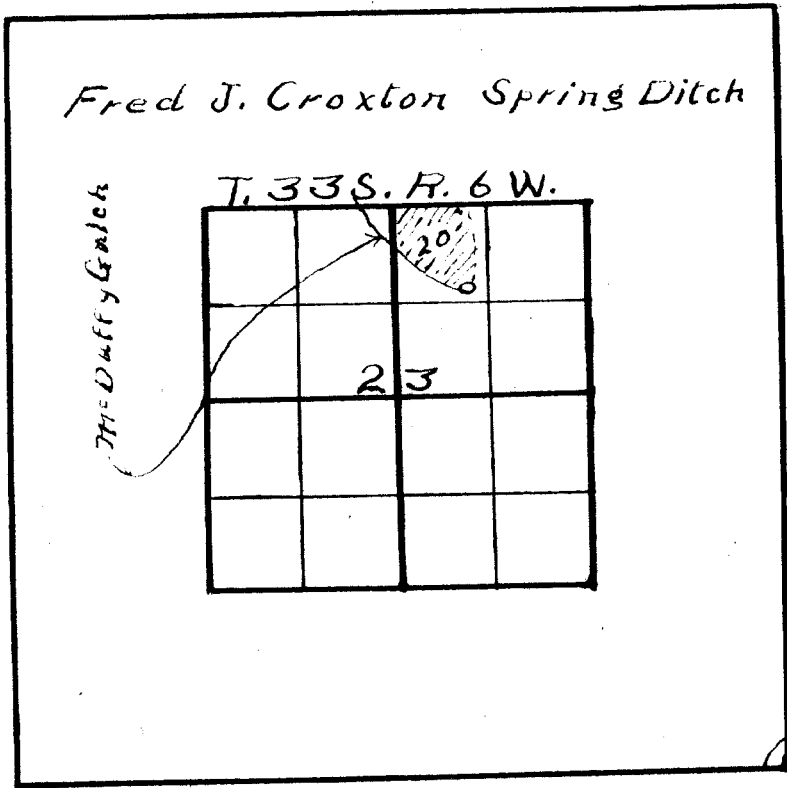 Fred J. Croxton Spring Ditch
T. 33 S. R. 6 W.
McDuffy Gulch
20
23